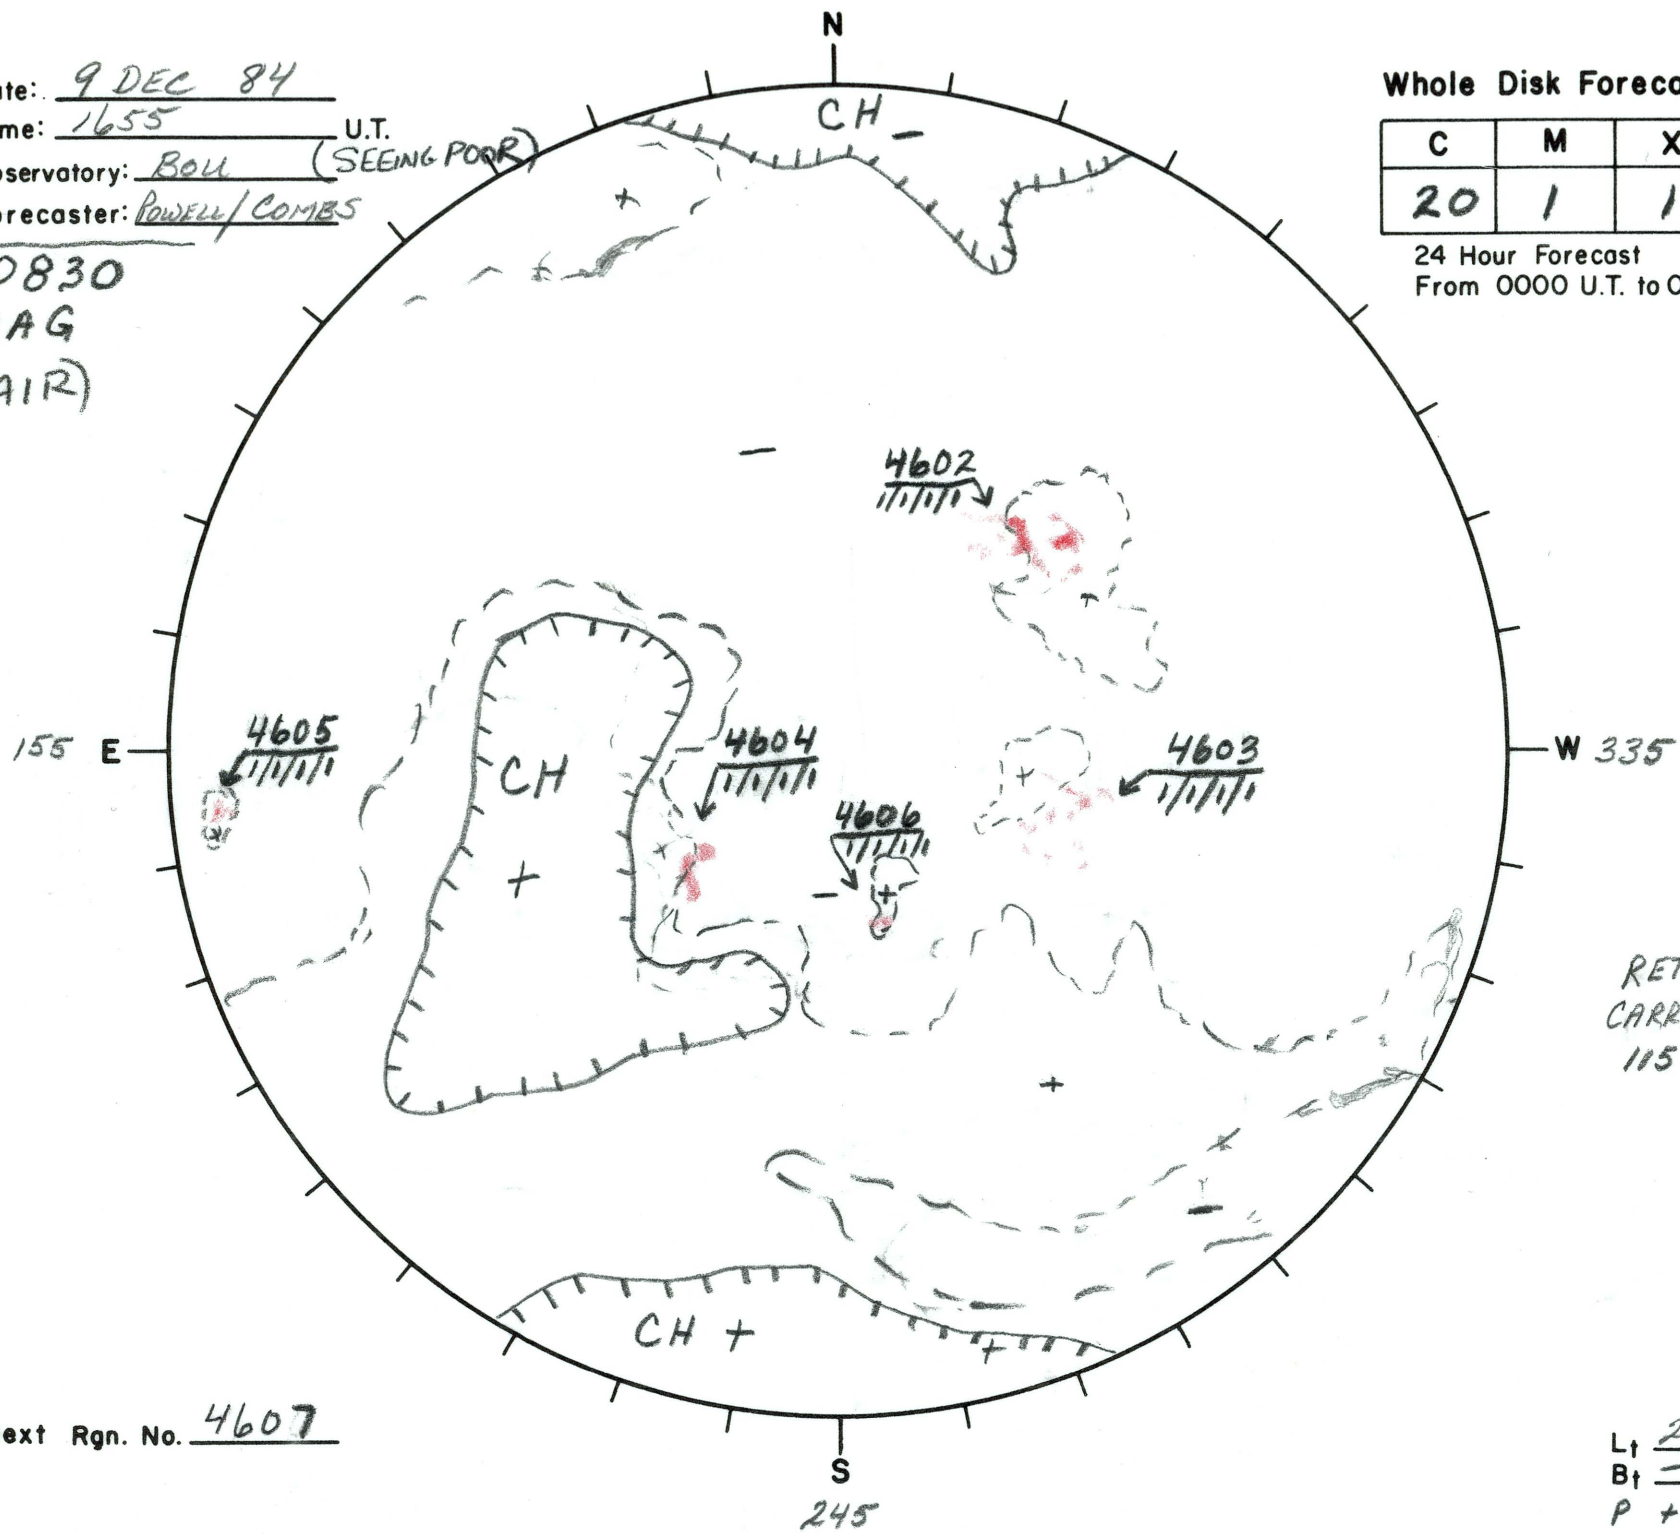 N
ate: 9 DEC 84
me: 1655 U.T.
(SEEING POOR)
oservatory: BOU
orecaster: POWELL/COMBS
0830
AG
AIR)
Whole Disk Foreca
C M X
20 1 1
24 Hour Forecast
From 0000 U.T. to 0
CH -
+
-
4602
+
155 E
4605
CH
+
4604
4606
-
+
4603
+
W 335
RET
CARR
115
+
-
CH +
+
ext Rgn. No. 4607
S
245
Lt 2
Bt -
P +